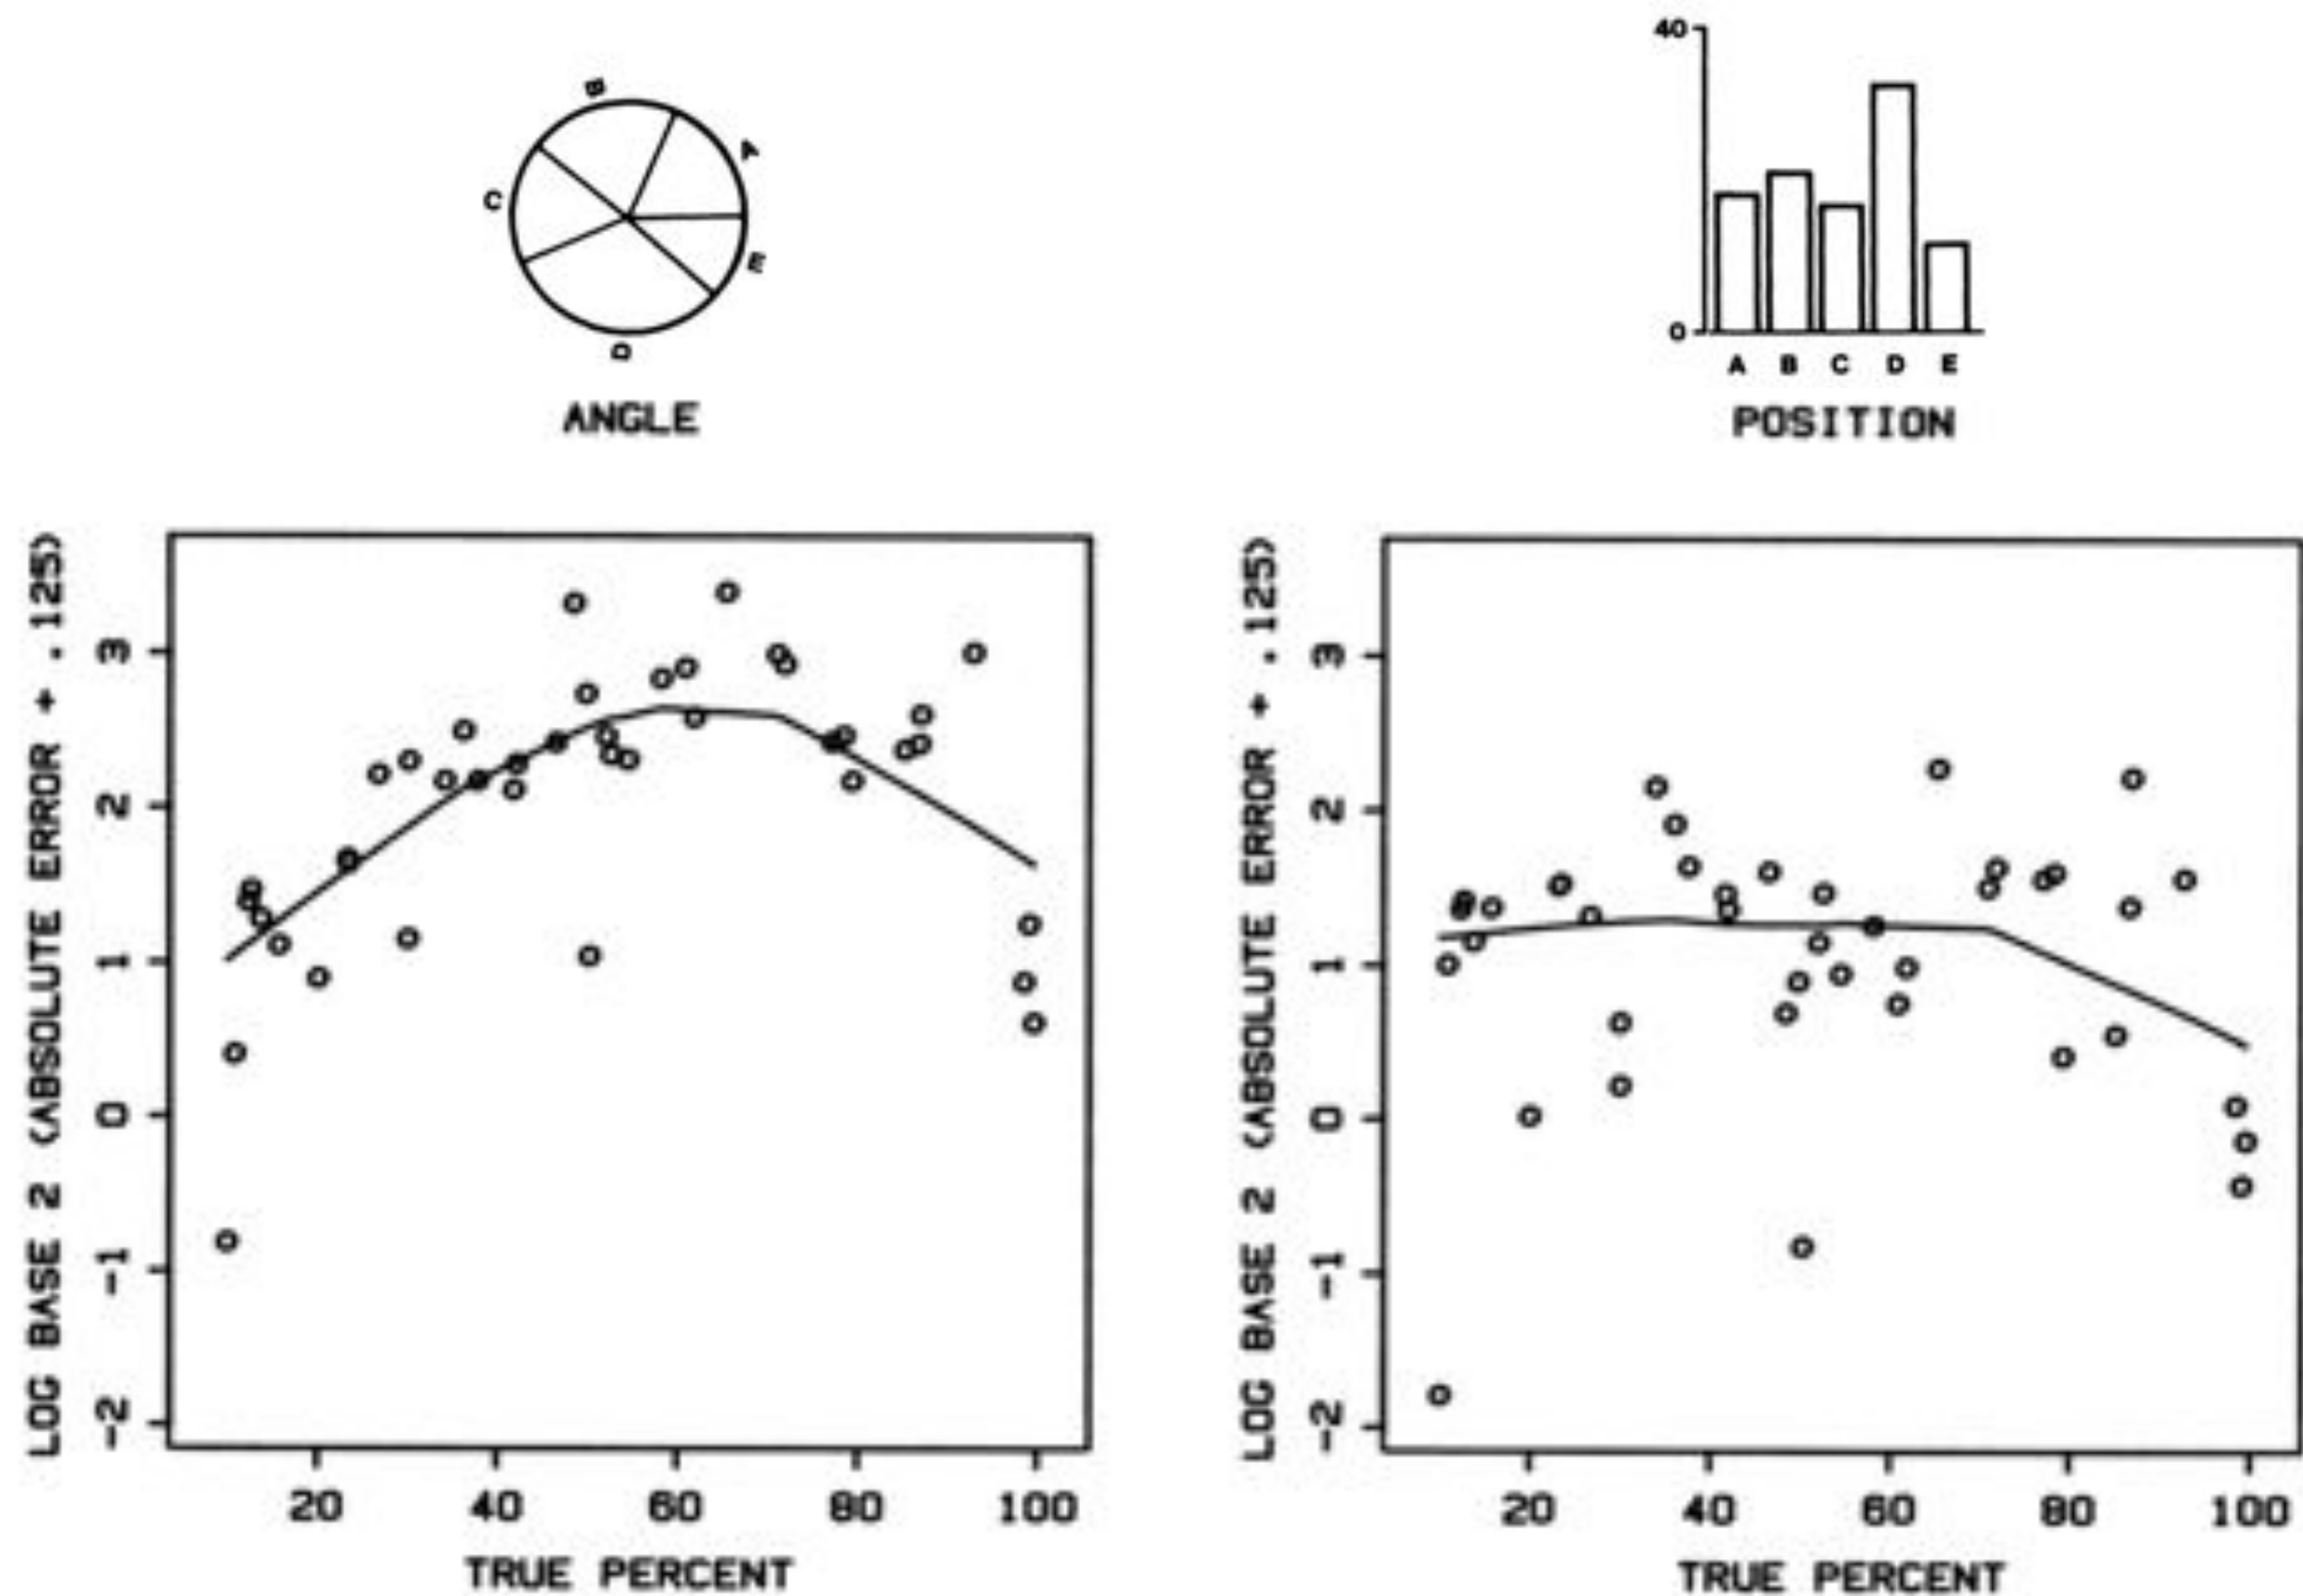 B
A
C
E
D
ANGLE
40
0
A B C D E
POSITION
LOG BASE 2 (ABSOLUTE ERROR + .125)
3
2
1
0
-1
-2
20 40 60 80 100
TRUE PERCENT
LOG BASE 2 (ABSOLUTE ERROR + .125)
3
2
1
0
-1
-2
20 40 60 80 100
TRUE PERCENT